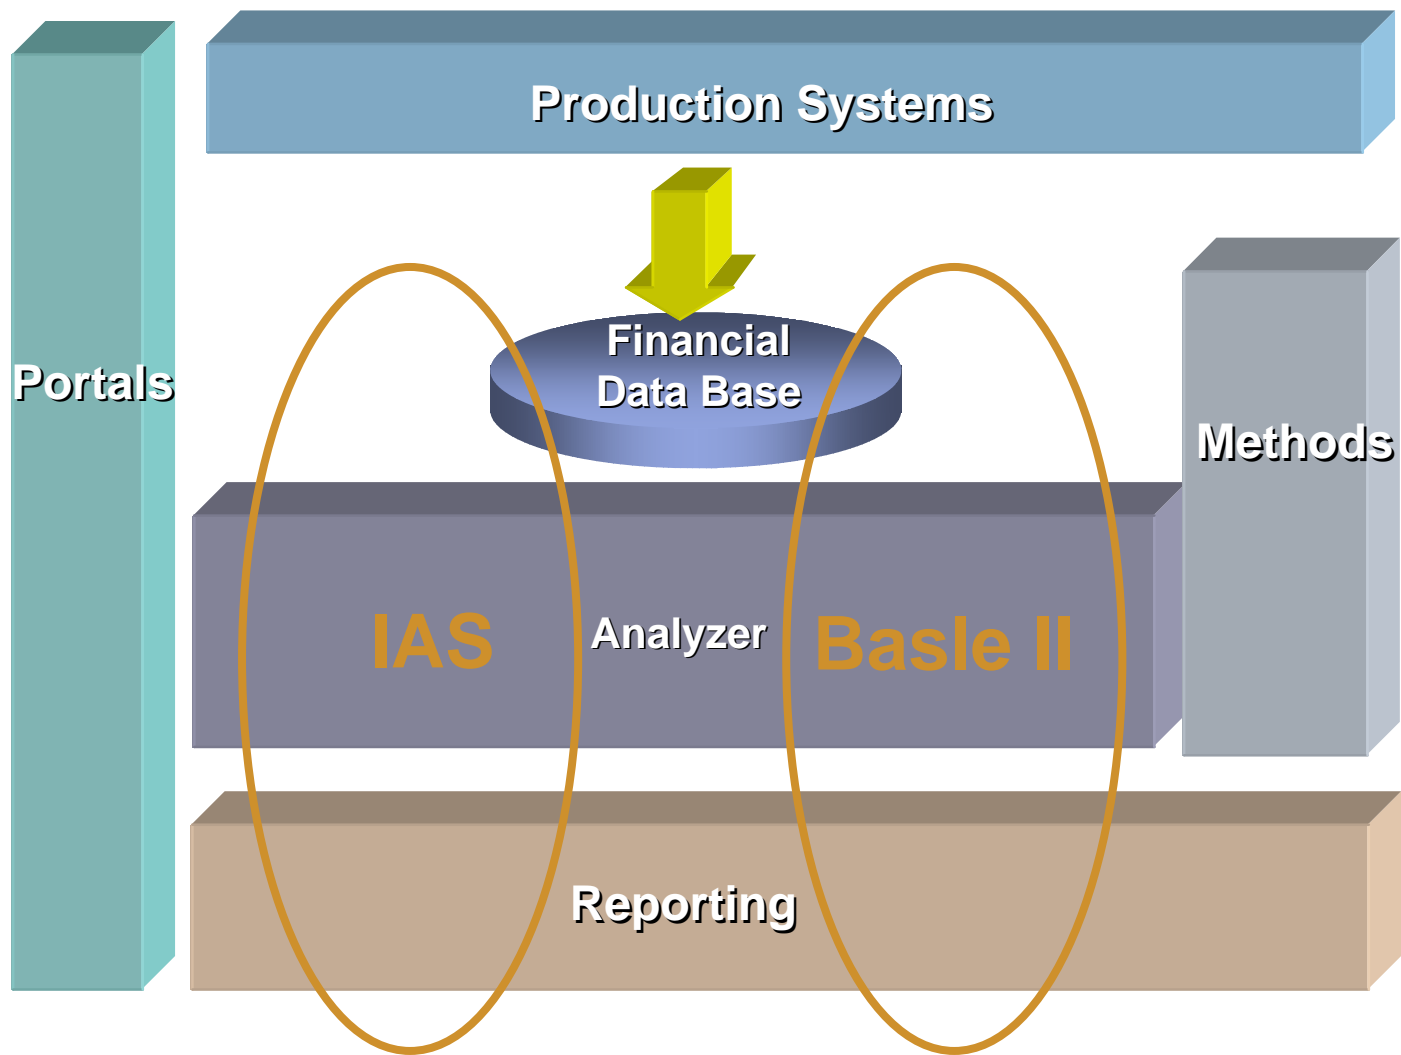 Production Systems
Financial
Data Base
Portals
Methods
IAS
Analyzer
Basle II
Reporting